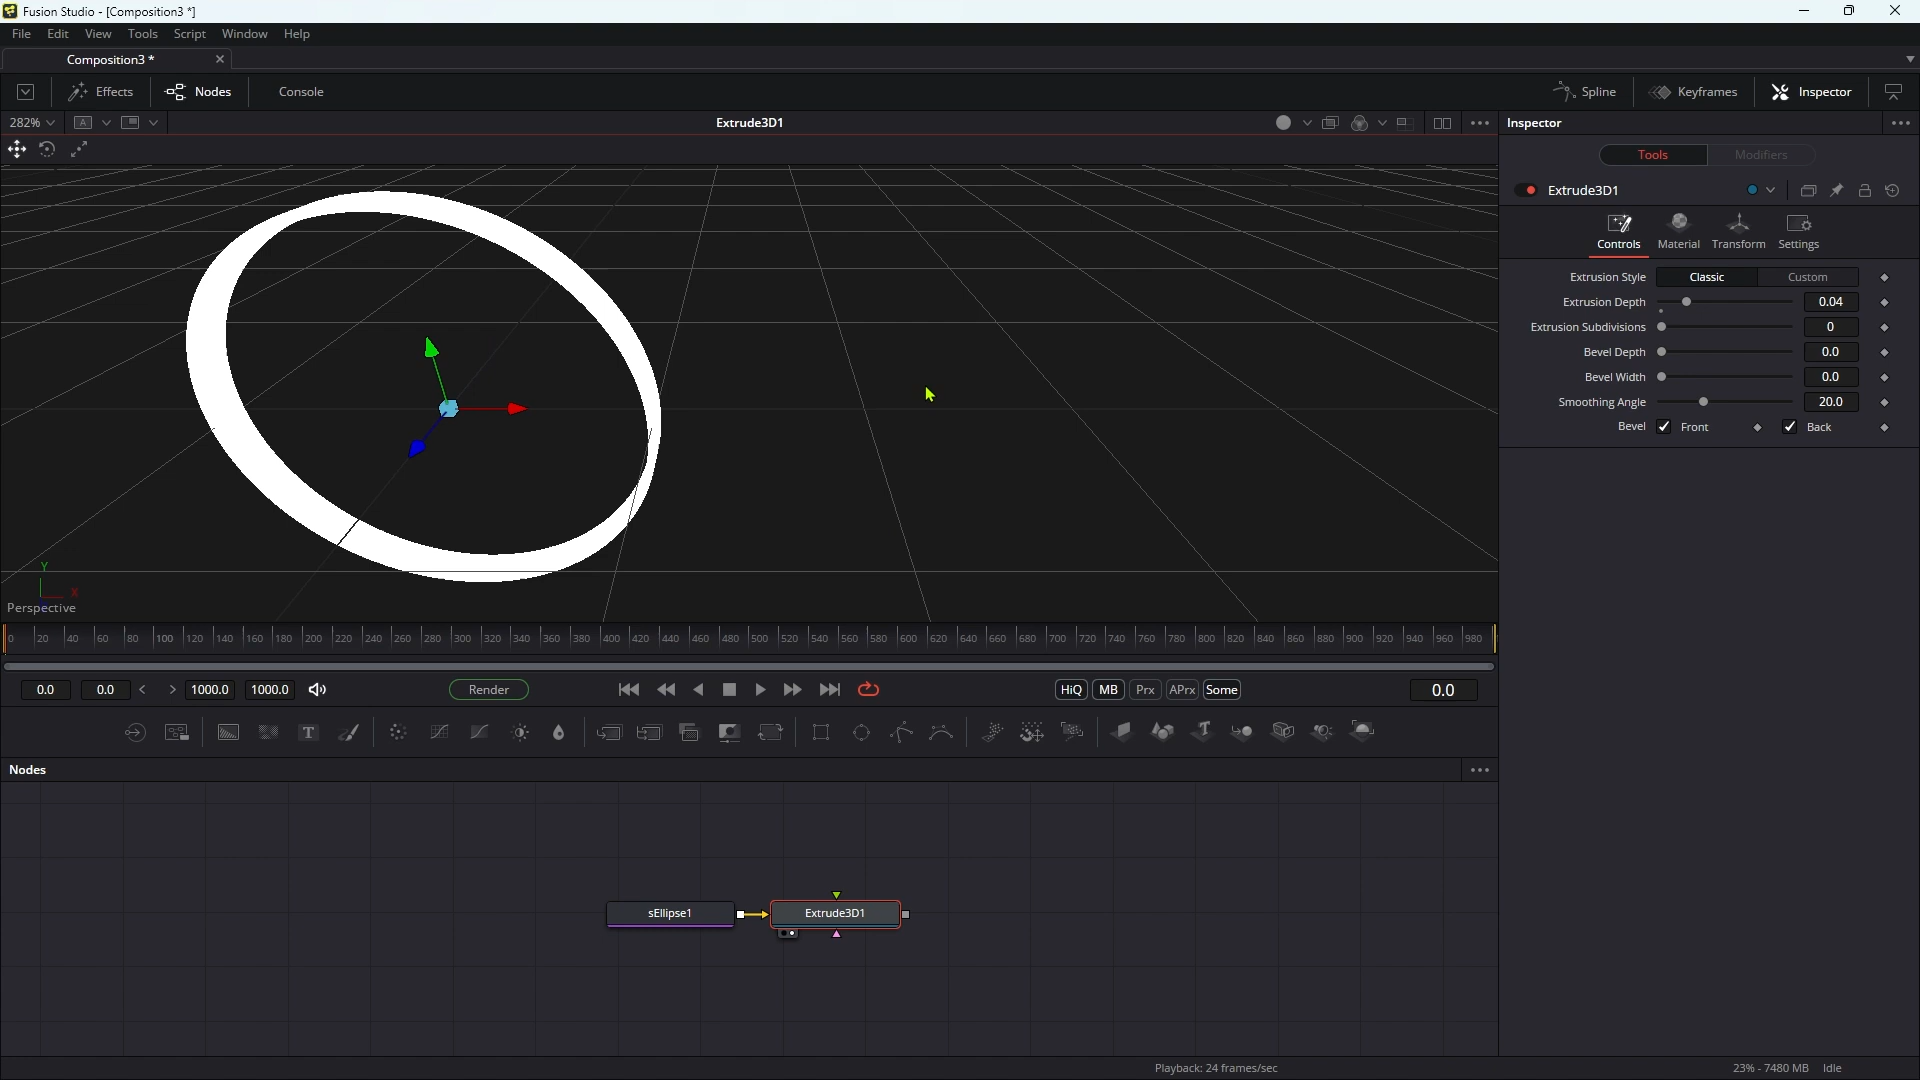 Fusion Studio - [Composition3 *]
File Edit View Tools Script Window Help
Composition3 *
Effects Nodes Console Spline Keyframes Inspector
282% A Extrude3D1 Inspector
Tools Modifiers
Extrude3D1
Controls Material Transform Settings
Extrusion Style Classic Custom
Extrusion Depth 0.04
Extrusion Subdivisions 0
Bevel Depth 0.0
Bevel Width 0.0
Smoothing Angle 20.0
Bevel Front Back
Y
X
Perspective
0 20 40 60 80 100 120 140 160 180 200 220 240 260 280 300 320 340 360 380 400 420 440 460 480 500 520 540 560 580 600 620 640 660 680 700 720 740 760 780 800 820 840 860 880 900 920 940 960 980
0.0 0.0 < > 1000.0 1000.0 Render HiQ MB Prx APrx Some 0.0
T T
Nodes
sEllipse1 Extrude3D1
Playback: 24 frames/sec 23% - 7480 MB Idle